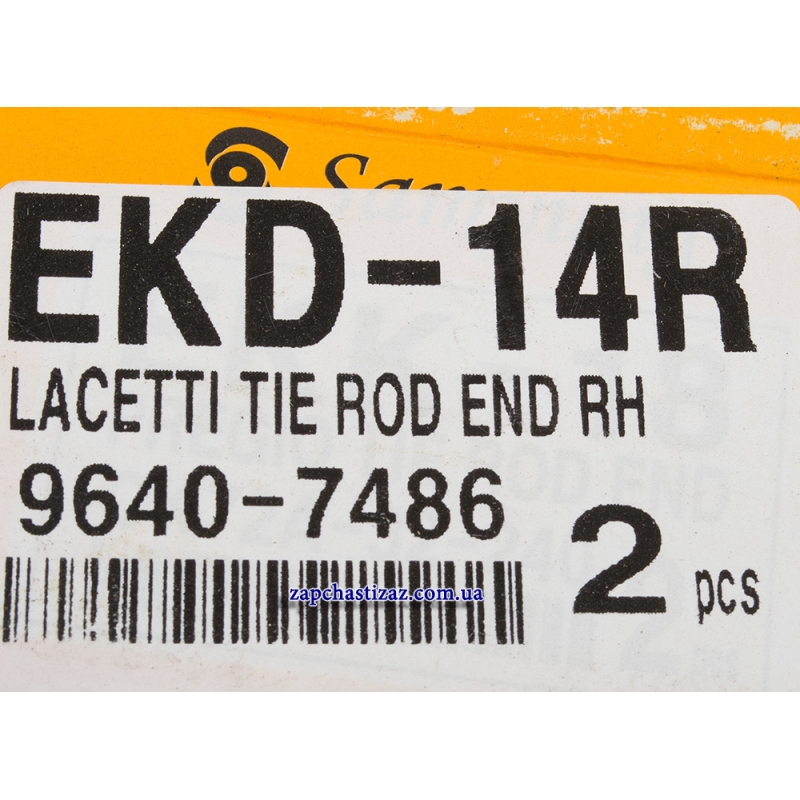 EKD-14R
LACETTI TIE ROD END RH
9640-7486
2 pcs
zapchastizaz.com.ua